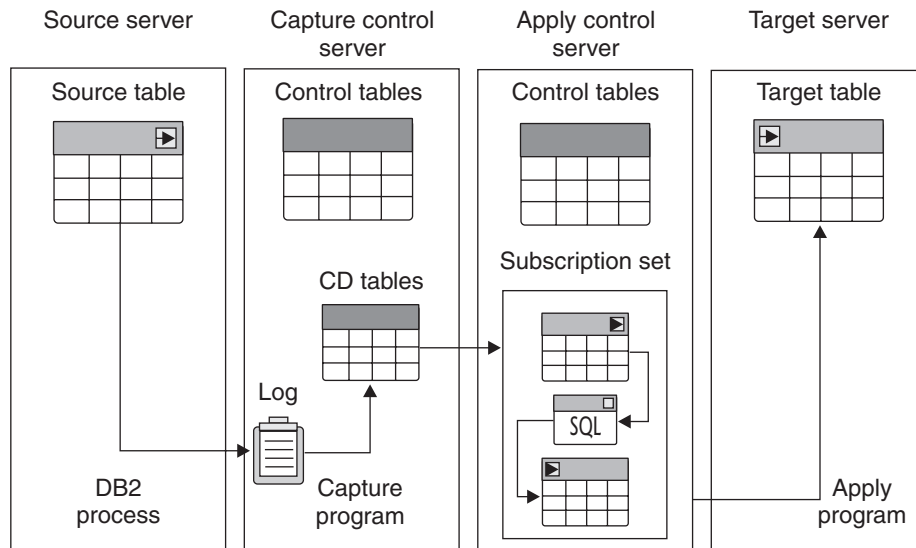 Source server
Capture control
server
Apply control
server
Target server
Source table
Control tables
Control tables
Target table
CD tables
Subscription set
Log
SQL
DB2
process
Capture
program
Apply
program